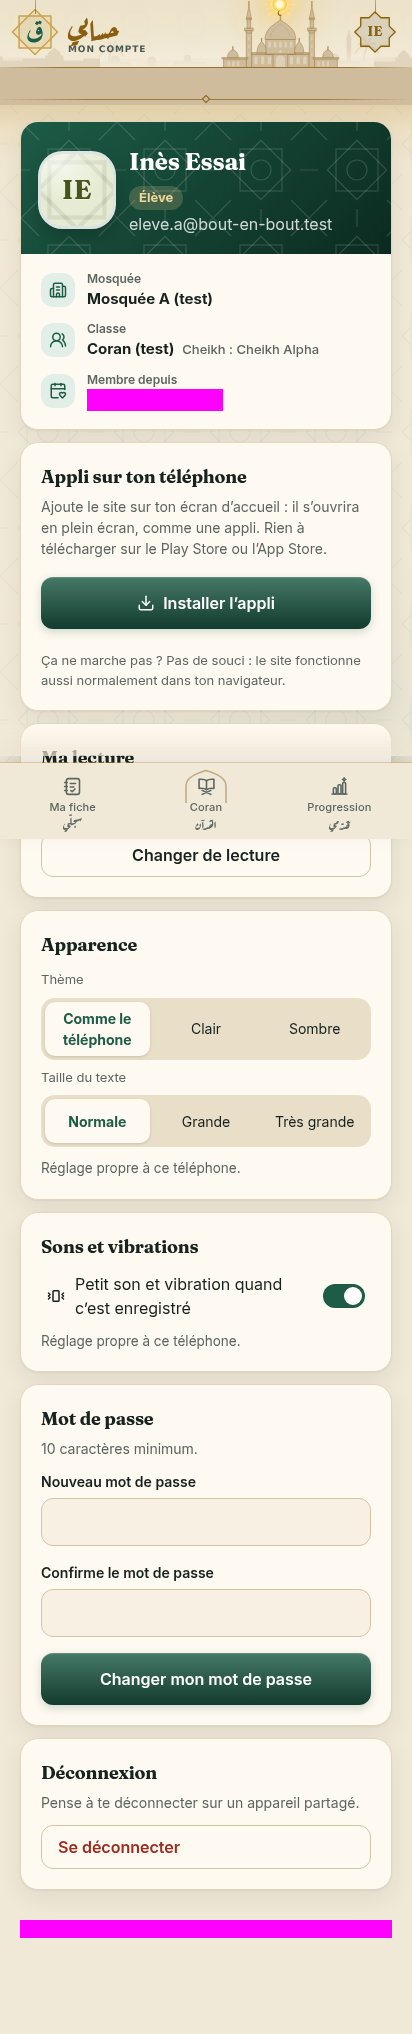 ق
حسابي
MON COMPTE
IE
IE
Inès Essai
Élève
eleve.a@bout-en-bout.test
Mosquée
Mosquée A (test)
Classe
Coran (test) Cheikh : Cheikh Alpha
Membre depuis
Appli sur ton téléphone
Ajoute le site sur ton écran d’accueil : il s’ouvrira
en plein écran, comme une appli. Rien à
télécharger sur le Play Store ou l’App Store.
Installer l’appli
Ça ne marche pas ? Pas de souci : le site fonctionne
aussi normalement dans ton navigateur.
Ma lecture
Ma fiche
سجلّي
Coran
القرآن
Progression
تقدّمي
Changer de lecture
Apparence
Thème
Comme le
téléphone
Clair
Sombre
Taille du texte
Normale
Grande
Très grande
Réglage propre à ce téléphone.
Sons et vibrations
Petit son et vibration quand
c’est enregistré
Réglage propre à ce téléphone.
Mot de passe
10 caractères minimum.
Nouveau mot de passe
Confirme le mot de passe
Changer mon mot de passe
Déconnexion
Pense à te déconnecter sur un appareil partagé.
Se déconnecter